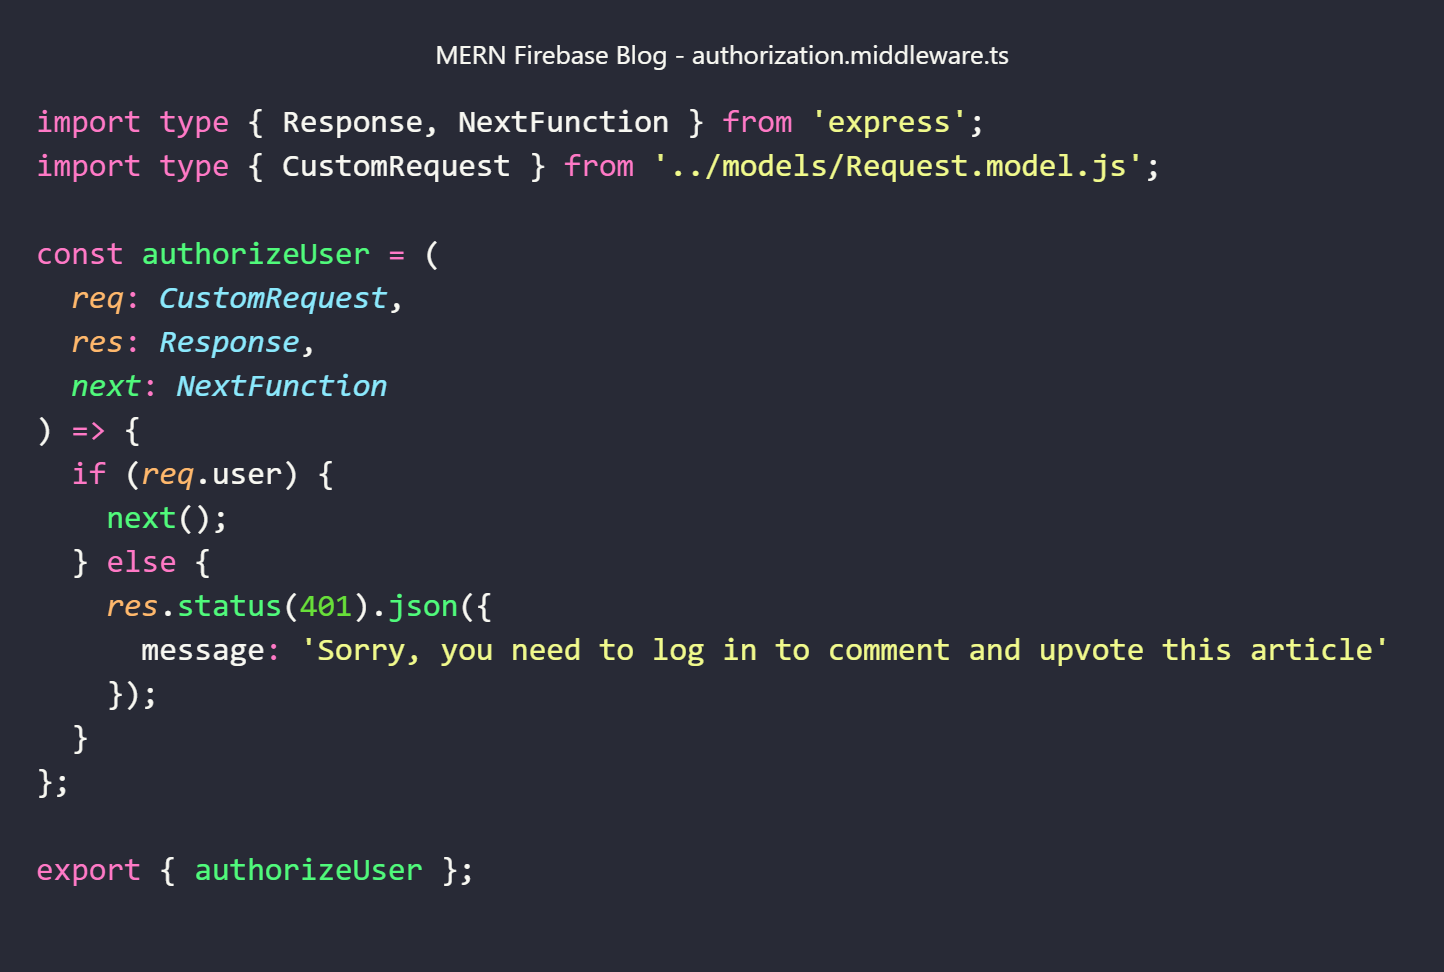 MERN Firebase Blog - authorization.middleware.ts
import type { Response, NextFunction } from 'express';
import type { CustomRequest } from '../models/Request.model.js';

const authorizeUser = (
  req: CustomRequest,
  res: Response,
  next: NextFunction
) => {
  if (req.user) {
    next();
  } else {
    res.status(401).json({
      message: 'Sorry, you need to log in to comment and upvote this article'
    });
  }
};

export { authorizeUser };